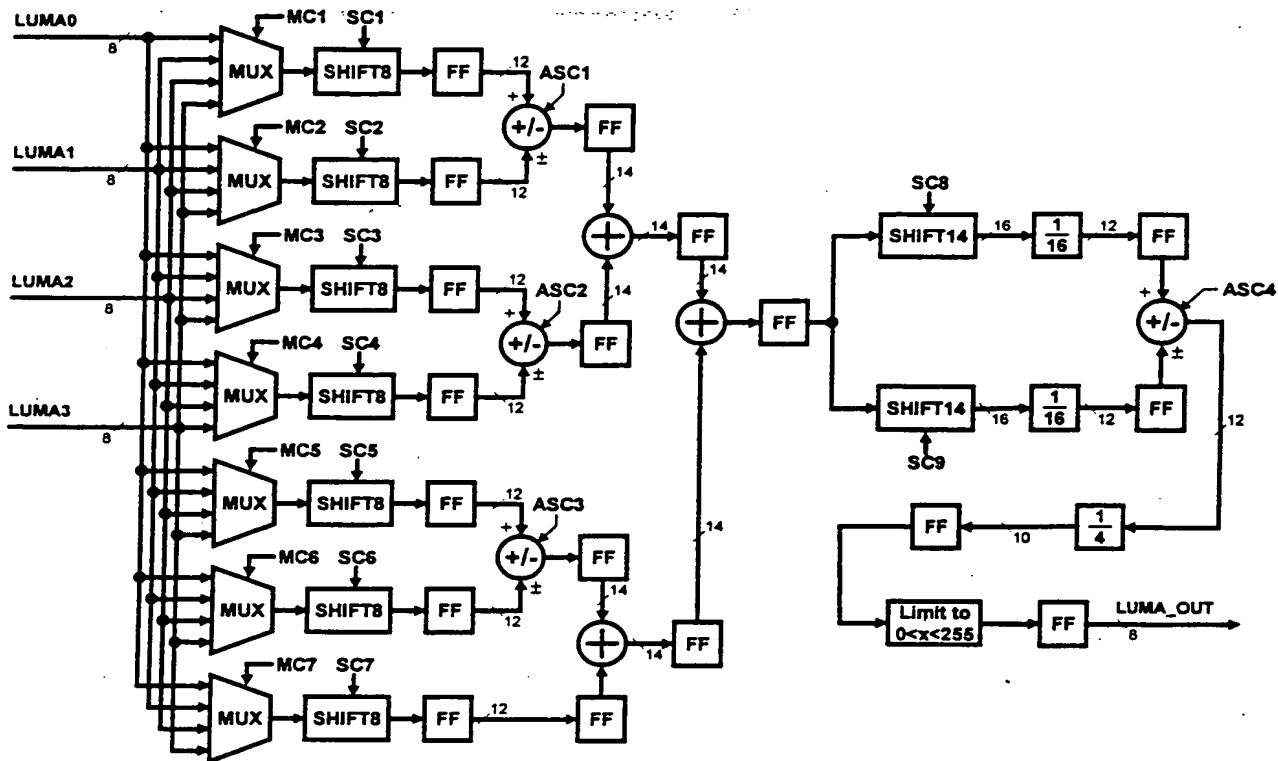 LUMA0
8
MC1
SC1
MUX
SHIFT8
FF
12
ASC1
+
+/-
±
FF
14
LUMA1
8
MC2
SC2
MUX
SHIFT8
FF
12
MC3
SC3
MUX
SHIFT8
FF
12
ASC2
+
+/-
±
FF
14
LUMA2
8
MC4
SC4
MUX
SHIFT8
FF
12
LUMA3
8
14
FF
14
FF
SC8
SHIFT14
16
1
16
12
FF
+
ASC4
+/-
±
SHIFT14
16
1
16
12
FF
SC9
12
MC5
SC5
MUX
SHIFT8
FF
12
ASC3
+
+/-
±
FF
14
14
MC6
SC6
MUX
SHIFT8
FF
12
14
FF
MC7
SC7
MUX
SHIFT8
FF
12
FF
FF
10
1
4
Limit to
0<x<255
FF
LUMA_OUT
8